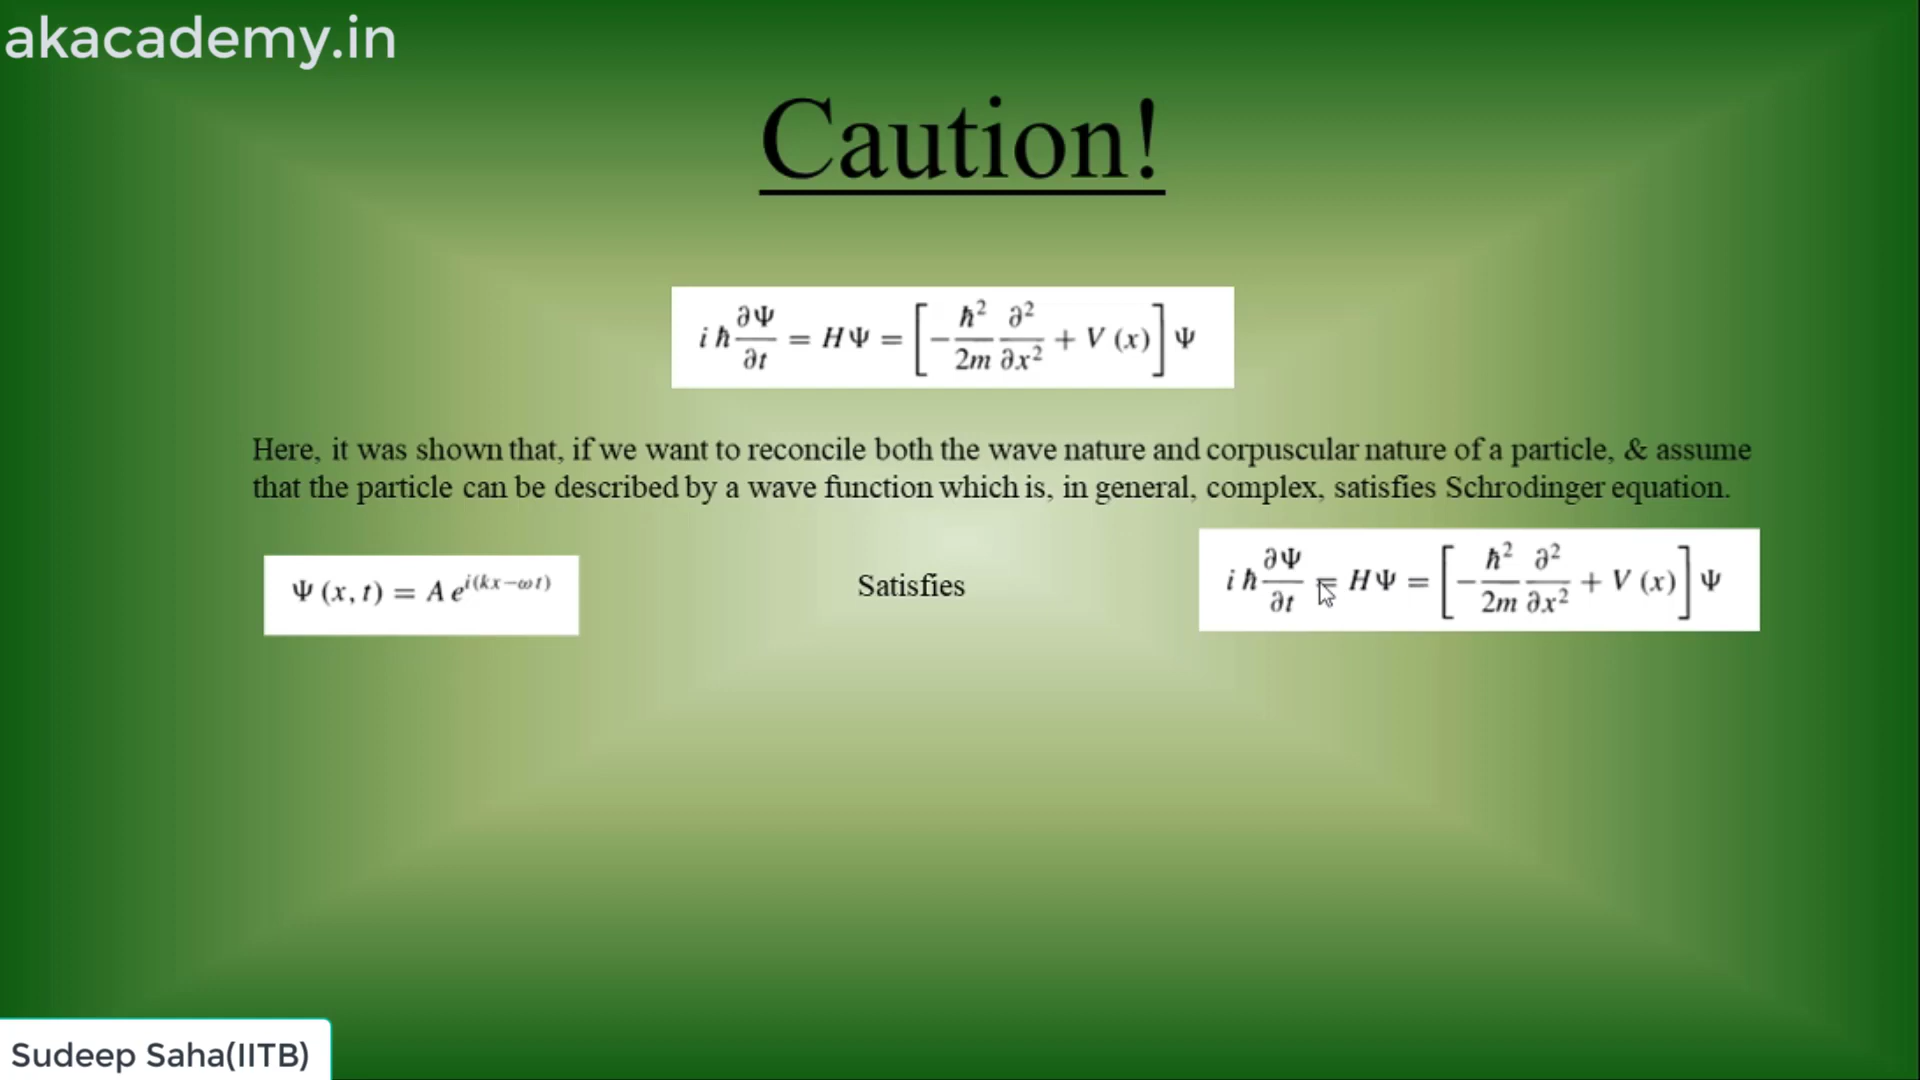 akacademy.in
Caution!
iħ ∂Ψ/∂t = HΨ = [−ħ²/2m ∂²/∂x² + V(x)] Ψ
Here, it was shown that, if we want to reconcile both the wave nature and corpuscular nature of a particle, & assume
that the particle can be described by a wave function which is, in general, complex, satisfies Schrodinger equation.
Ψ(x, t) = A e^{i(kx−ωt)}
Satisfies
iħ ∂Ψ/∂t = HΨ = [−ħ²/2m ∂²/∂x² + V(x)] Ψ
Sudeep Saha(IITB)